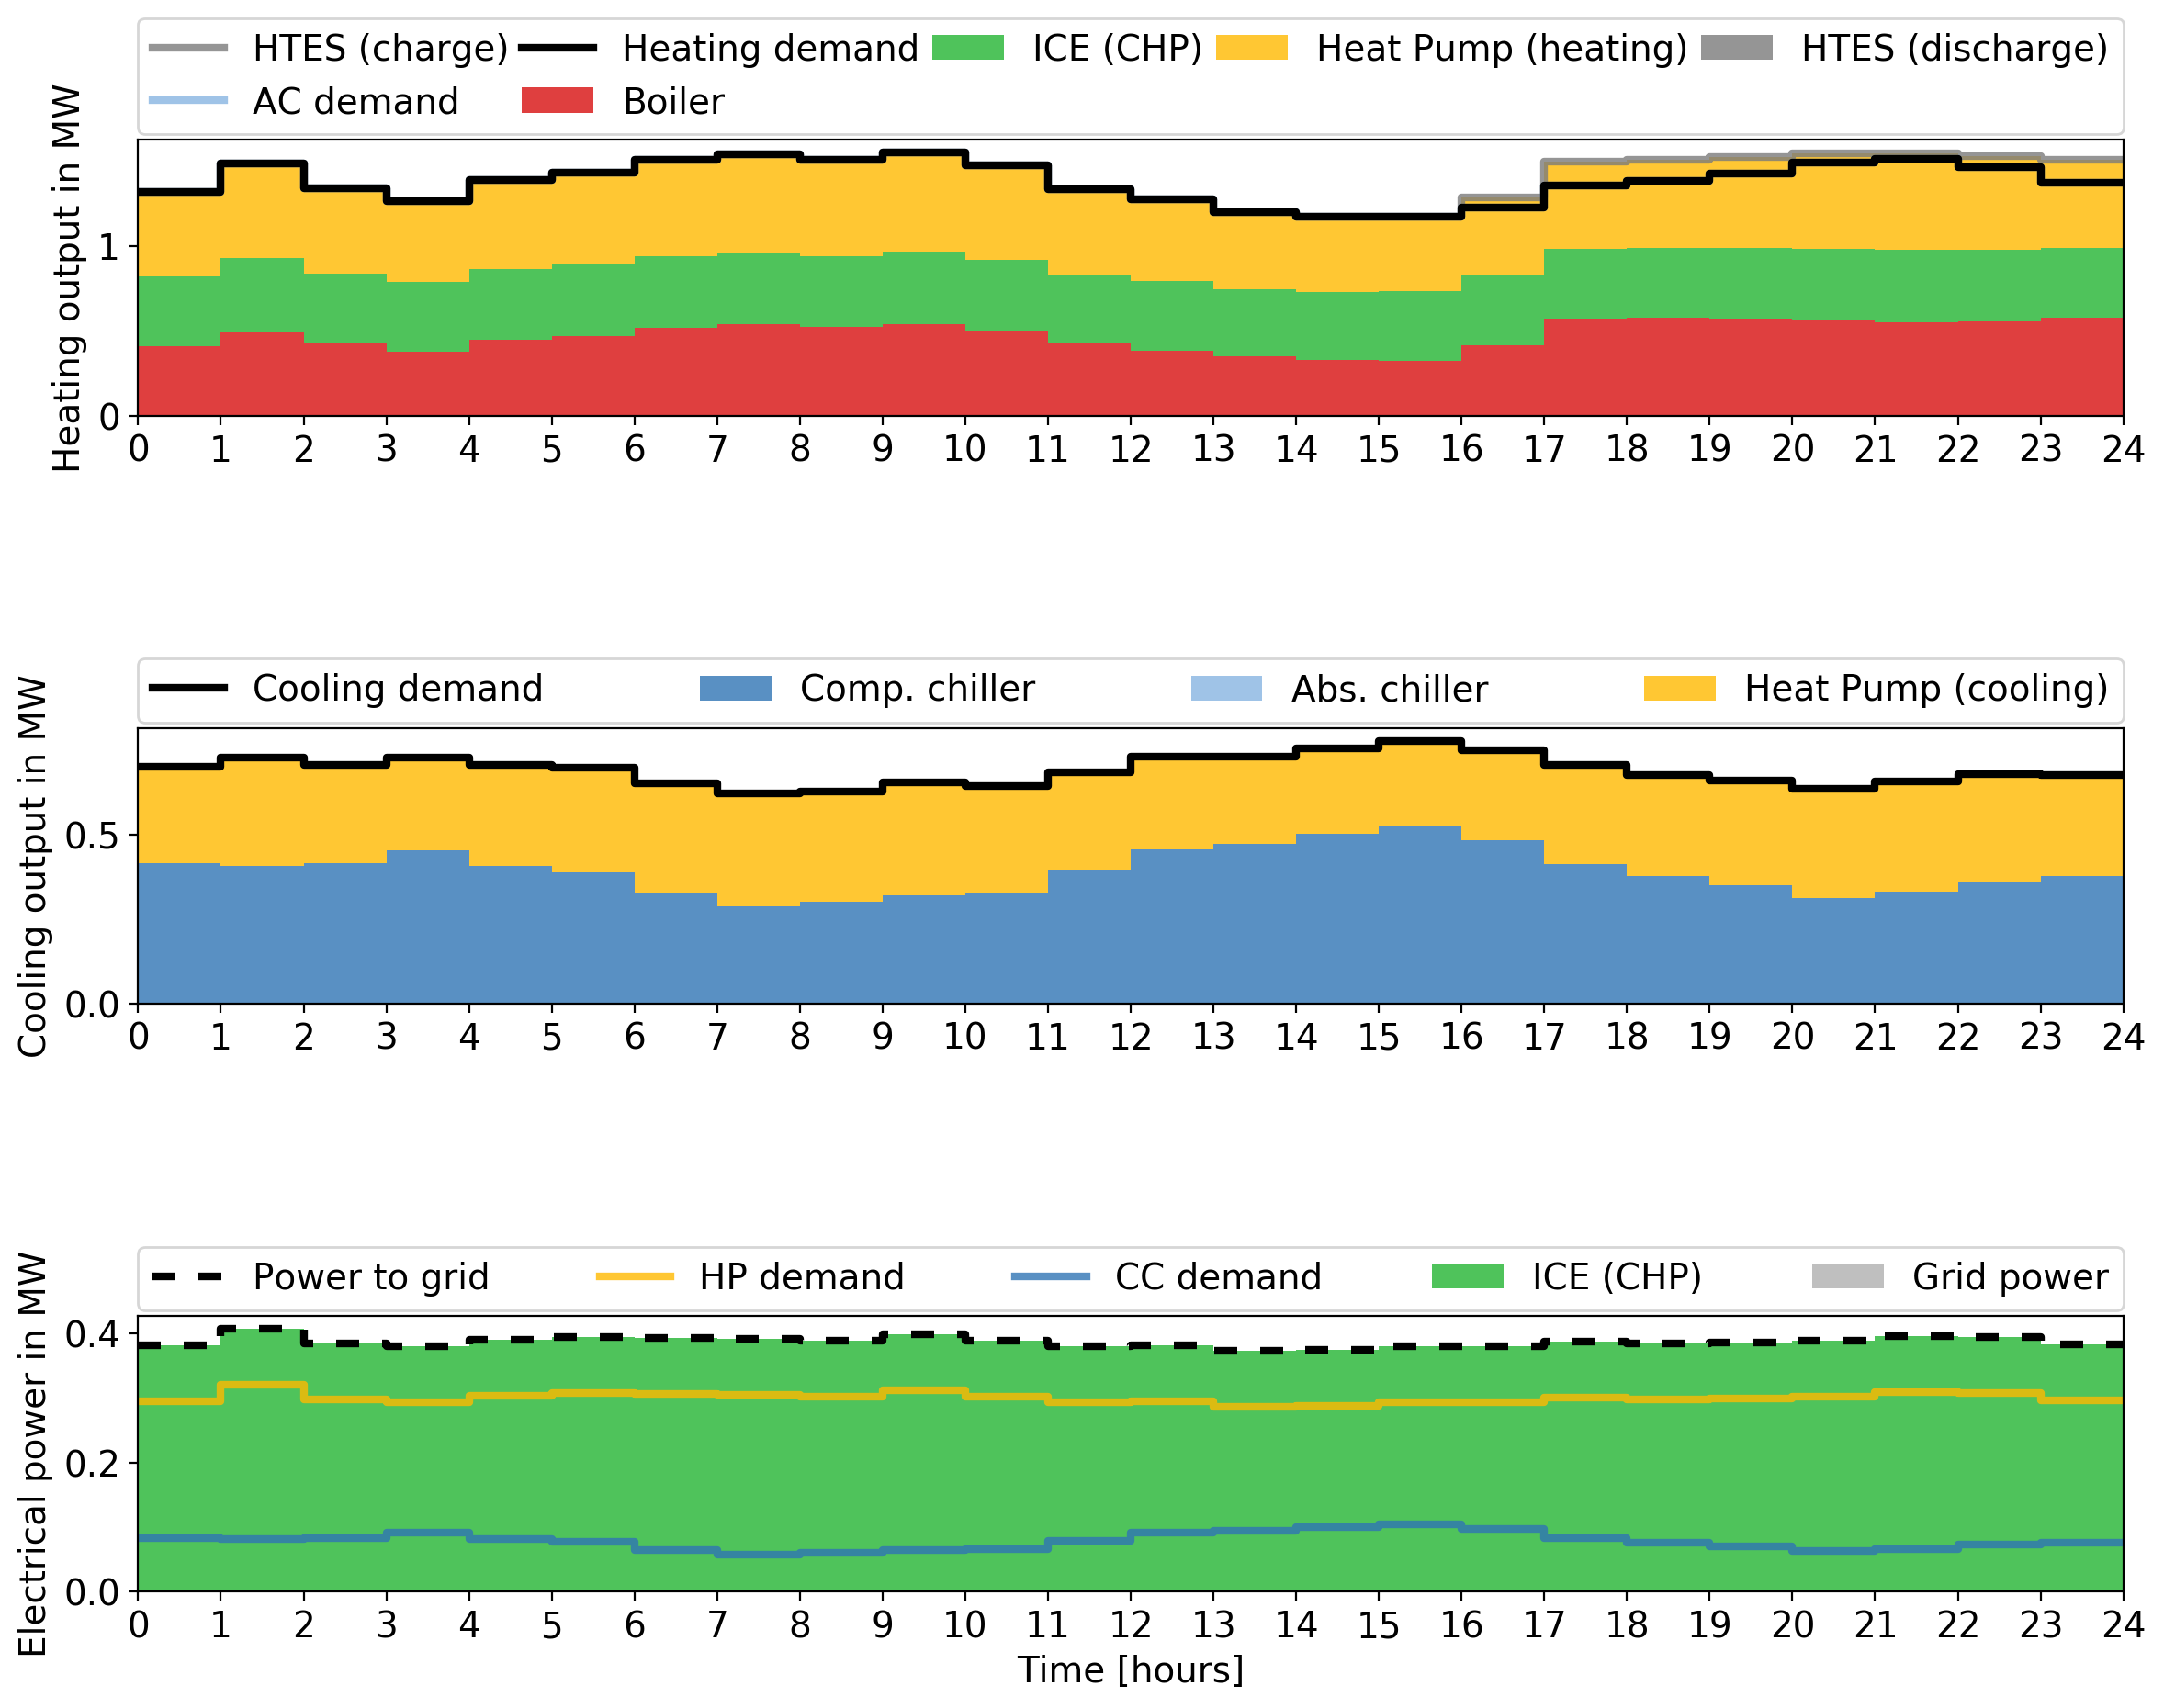 HTES (charge) Heating demand ICE (CHP) Heat Pump (heating) HTES (discharge)
AC demand Boiler
Heating output in MW
1
0
0 1 2 3 4 5 6 7 8 9 10 11 12 13 14 15 16 17 18 19 20 21 22 23 24
Cooling demand Comp. chiller Abs. chiller Heat Pump (cooling)
Cooling output in MW
0.5
0.0
0 1 2 3 4 5 6 7 8 9 10 11 12 13 14 15 16 17 18 19 20 21 22 23 24
Power to grid HP demand CC demand ICE (CHP) Grid power
Electrical power in MW
0.4
0.2
0.0
0 1 2 3 4 5 6 7 8 9 10 11 12 13 14 15 16 17 18 19 20 21 22 23 24
Time [hours]